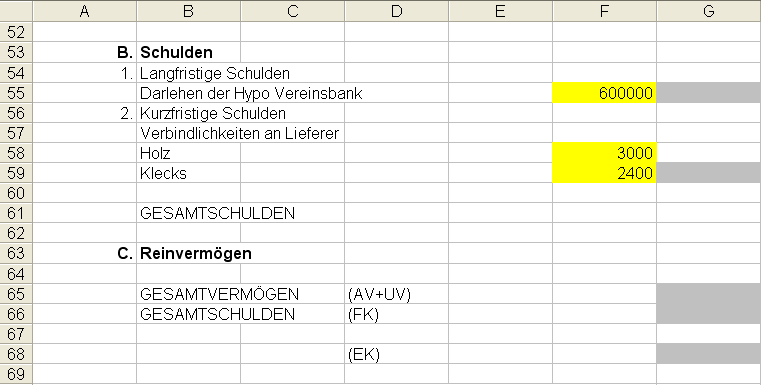 A B C D E F G
52
53 B. Schulden
54 1. Langfristige Schulden
55 Darlehen der Hypo Vereinsbank 600000
56 2. Kurzfristige Schulden
57 Verbindlichkeiten an Lieferer
58 Holz 3000
59 Klecks 2400
60
61 GESAMTSCHULDEN
62
63 C. Reinvermögen
64
65 GESAMTVERMÖGEN (AV+UV)
66 GESAMTSCHULDEN (FK)
67
68 (EK)
69